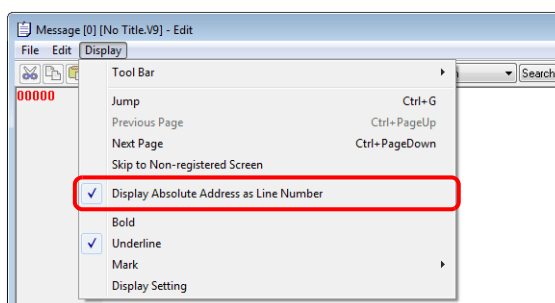 Message [0] [No Title.V9] - Edit
File Edit Display
Search
00000
Tool Bar
Jump Ctrl+G
Previous Page Ctrl+PageUp
Next Page Ctrl+PageDown
Skip to Non-registered Screen
Display Absolute Address as Line Number
Bold
Underline
Mark
Display Setting